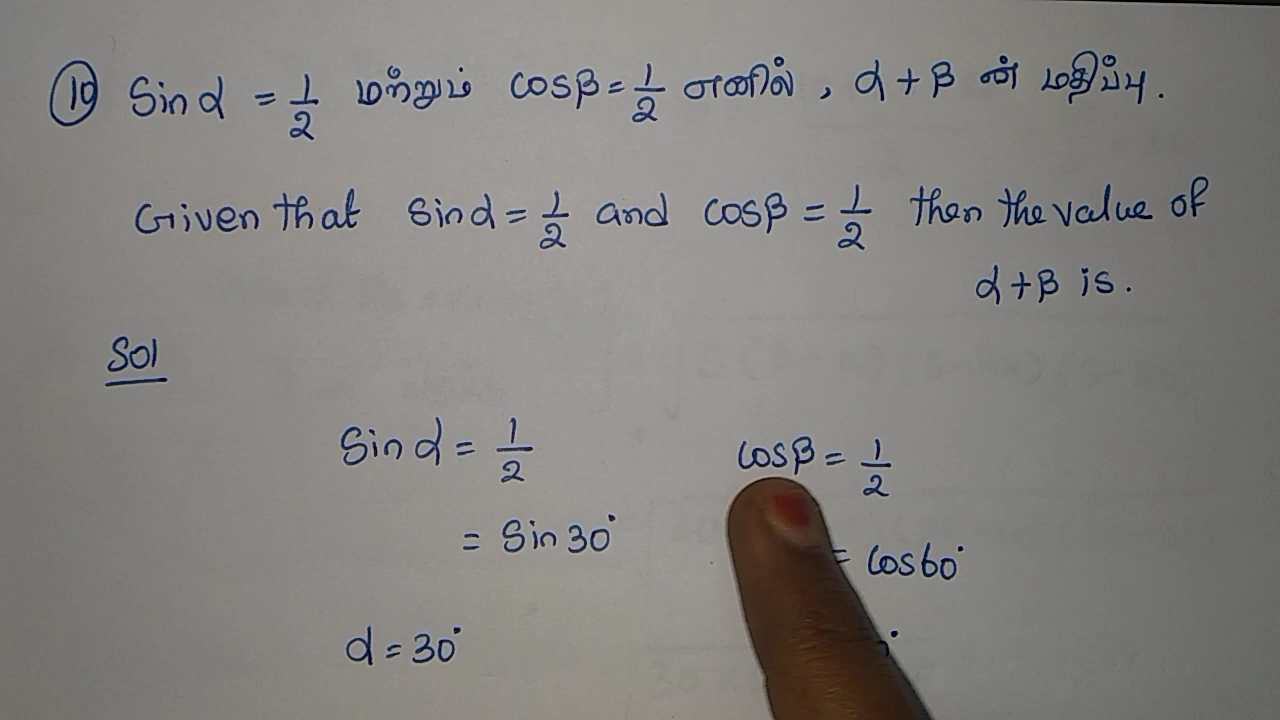 ⑩ Sin α = 1/2 மற்றும் cosβ = 1/2 எனில், α + β ன் மதிப்பு.
Given that sin α = 1/2 and cosβ = 1/2 then the value of
α + β is.
Sol
Sin α = 1/2 cosβ = 1/2
= Sin 30° = cos 60°
α = 30°